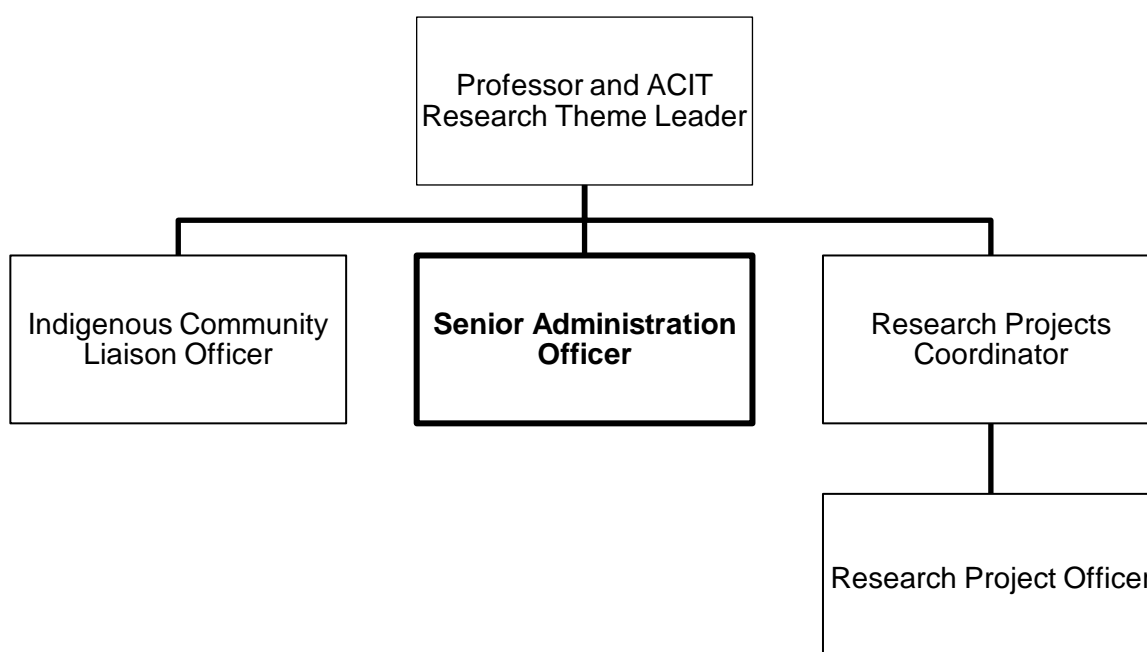 Professor and ACIT
Research Theme Leader
Indigenous Community
Liaison Officer
Senior Administration
Officer
Research Projects
Coordinator
Research Project Officer